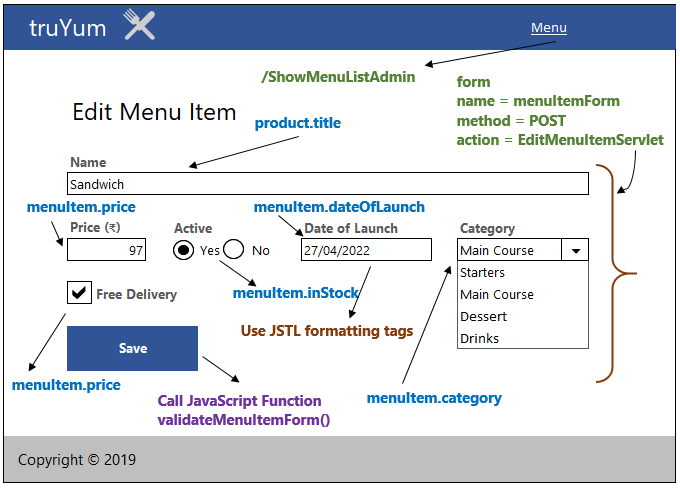 truYum
Menu
/ShowMenuListAdmin
form
name = menuItemForm
method = POST
action = EditMenuItemServlet
Edit Menu Item
product.title
Name
Sandwich
menuItem.price
menuItem.dateOfLaunch
Price (₹)
Active
Date of Launch
Category
97
Yes
No
27/04/2022
Main Course
Starters
Main Course
Dessert
Drinks
Free Delivery
menuItem.inStock
Use JSTL formatting tags
Save
menuItem.price
Call JavaScript Function
validateMenuItemForm()
menuItem.category
Copyright © 2019